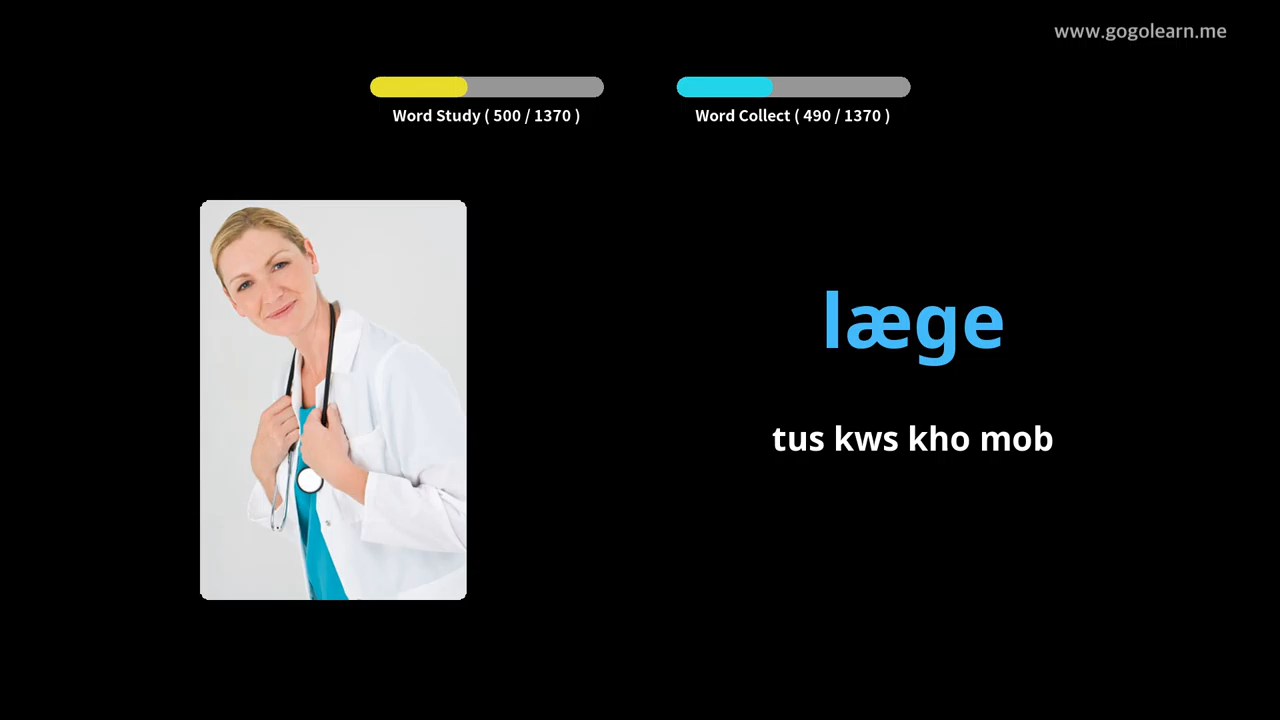 www.gogolearn.me
Word Study ( 500 / 1370 )
Word Collect ( 490 / 1370 )
læge
tus kws kho mob